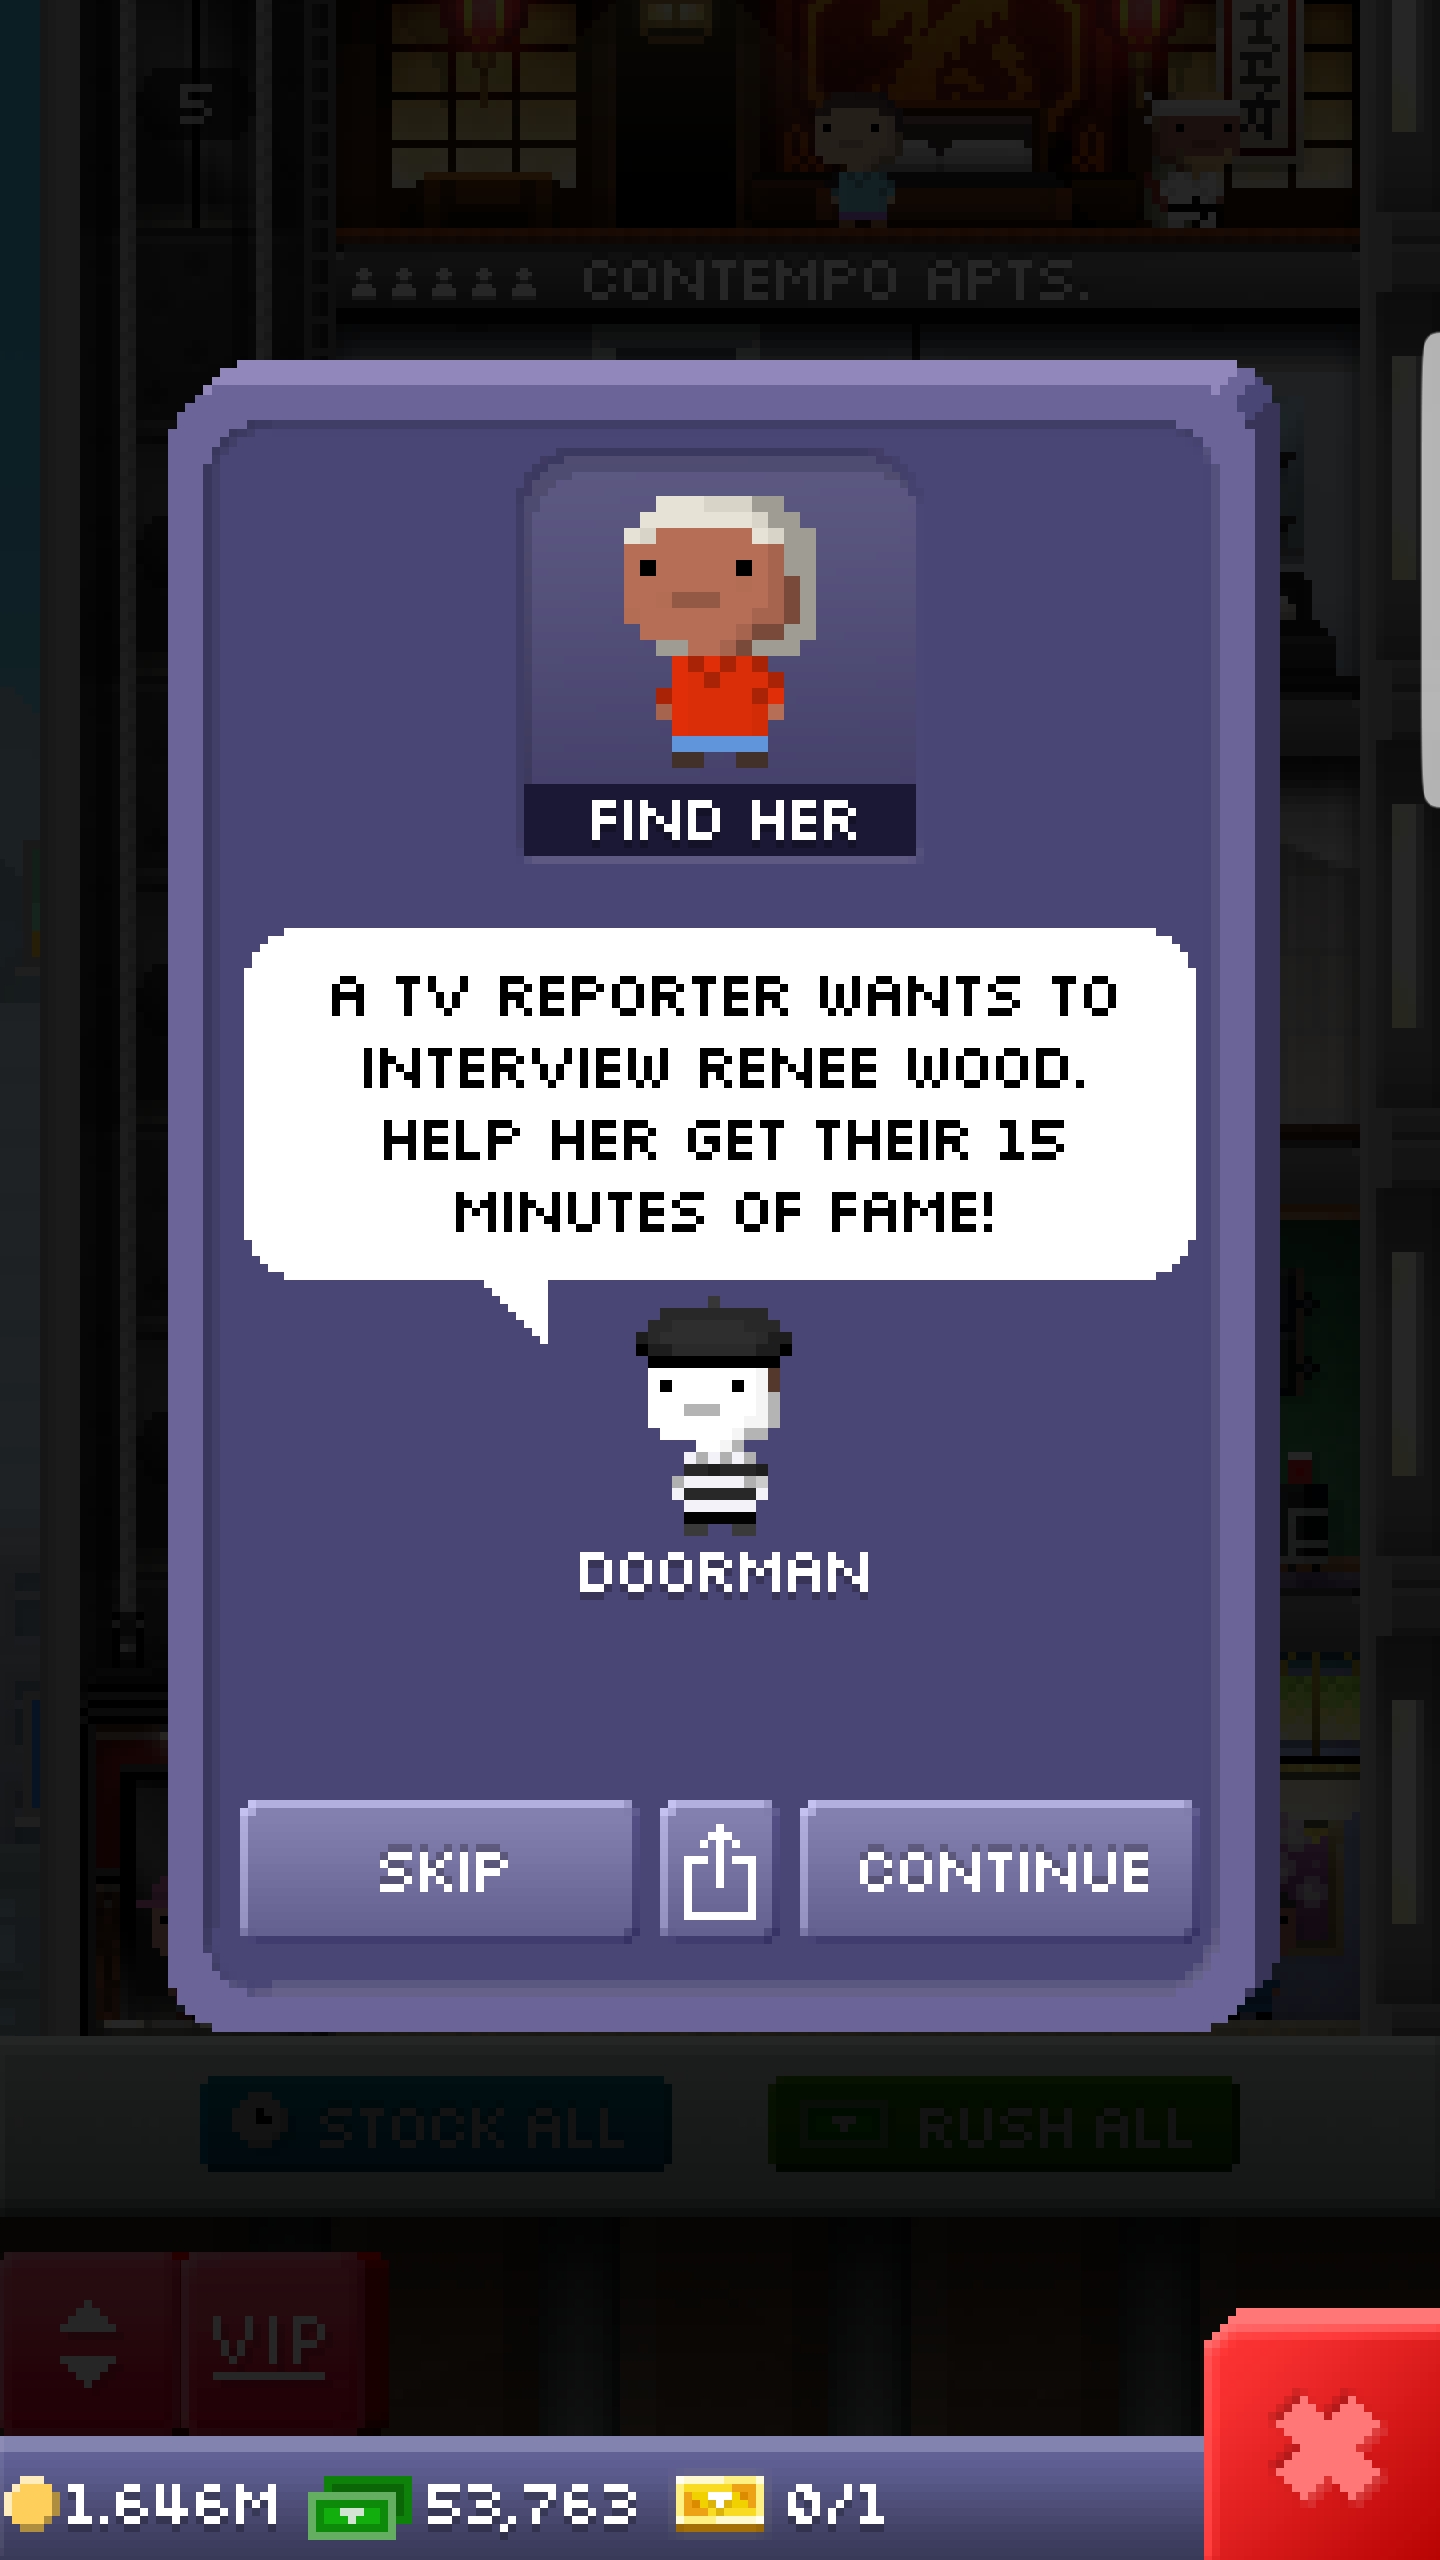 5
CONTEMPO APTS.
FIND HER
A TV REPORTER WANTS TO
INTERVIEW RENEE WOOD.
HELP HER GET THEIR 15
MINUTES OF FAME!
DOORMAN
SKIP
CONTINUE
STOCK ALL
RUSH ALL
VIP
1.646M 53,763 0/1